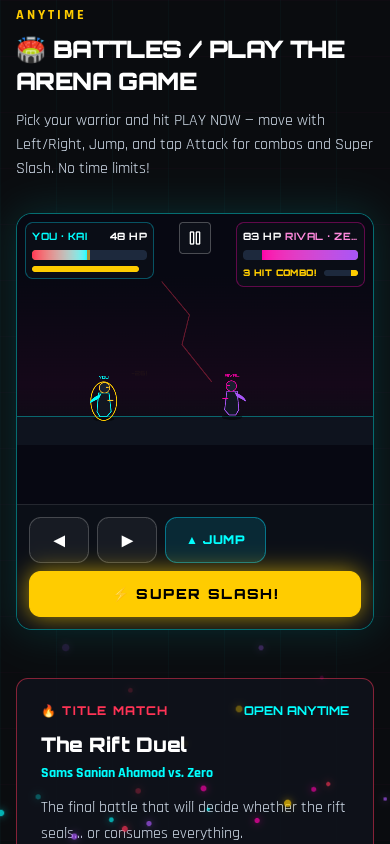 ANYTIME
🏟️ BATTLES / PLAY THE
ARENA GAME
Pick your warrior and hit PLAY NOW — move with
Left/Right, Jump, and tap Attack for combos and Super
Slash. No time limits!
YOU · KAI 48 HP
83 HP RIVAL · ZE…
3 HIT COMBO!
YOU
RIVAL
◀ ▶ ▲ JUMP
⚡ SUPER SLASH!
🔥 TITLE MATCH OPEN ANYTIME
The Rift Duel
Sams Sanian Ahamod vs. Zero
The final battle that will decide whether the rift
seals… or consumes everything.